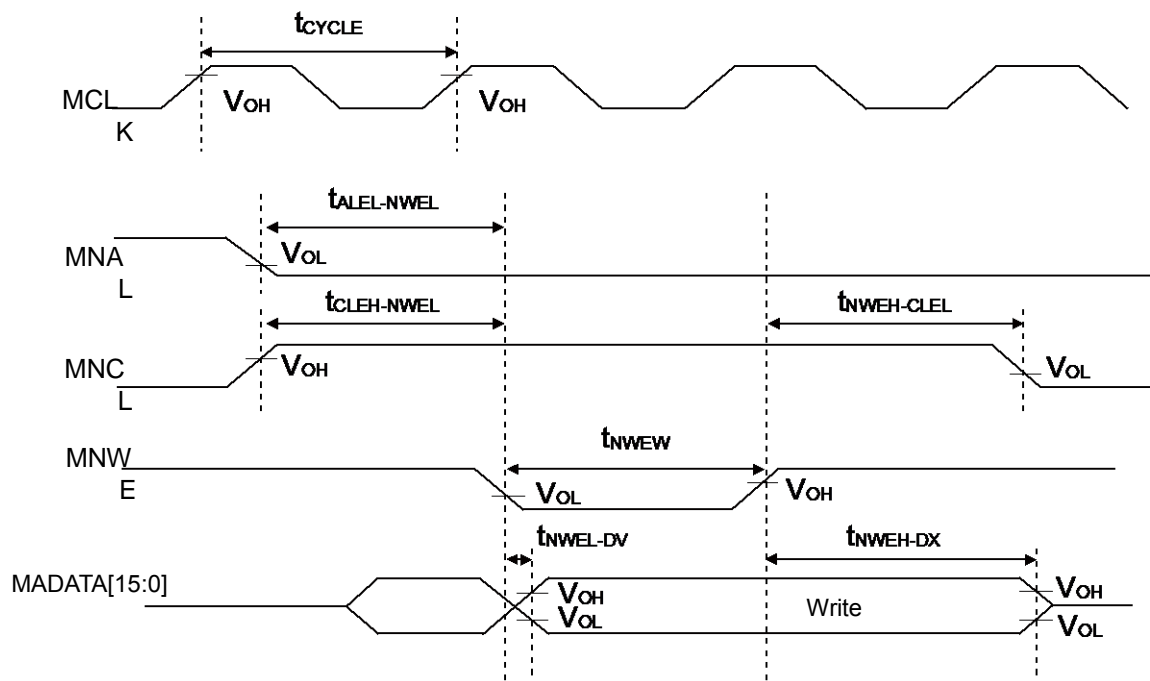 tCYCLE
MCL
K
VOH
VOH
tALEL-NWEL
MNA
L
VOL
tCLEH-NWEL
tNWEH-CLEL
MNC
L
VOH
VOL
tNWEW
MNW
E
VOL
VOH
tNWEL-DV
tNWEH-DX
MADATA[15:0]
VOH
VOL
Write
VOH
VOL